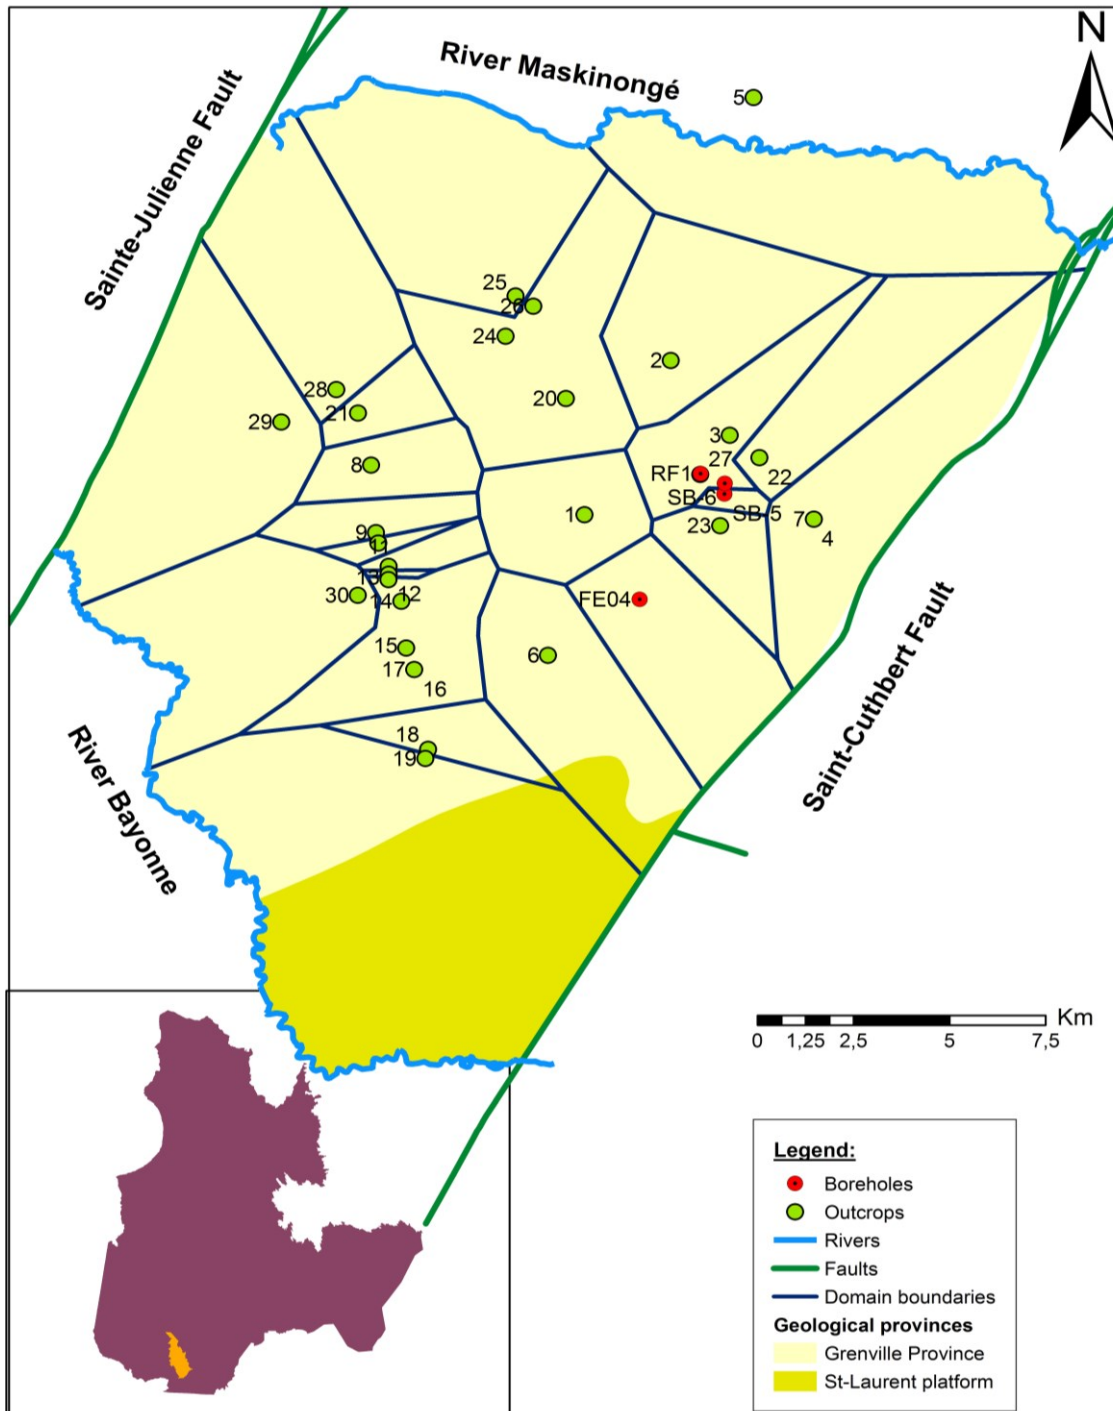 N
River Maskinongé
5
Sainte-Julienne Fault
25
26
24
28
21
29
20
2
8
3
27
RF1
22
SB-6
SB-5
1
23
7
4
9
11
13
12
30
14
FE04
15
17
16
6
18
19
River Bayonne
Saint-Cuthbert Fault
Km
0 1,25 2,5 5 7,5
Legend:
Boreholes
Outcrops
Rivers
Faults
Domain boundaries
Geological provinces
Grenville Province
St-Laurent platform